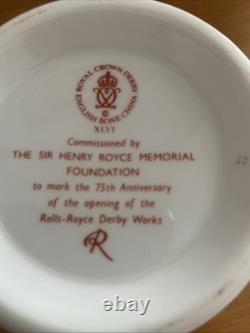 ROYAL CROWN DERBY
ENGLISH BONE CHINA
©
XLVI
Commissioned by
THE SIR HENRY ROYCE MEMORIAL
FOUNDATION
to mark the 75th Anniversary
of the opening of the
Rolls-Royce Derby Works
R
22